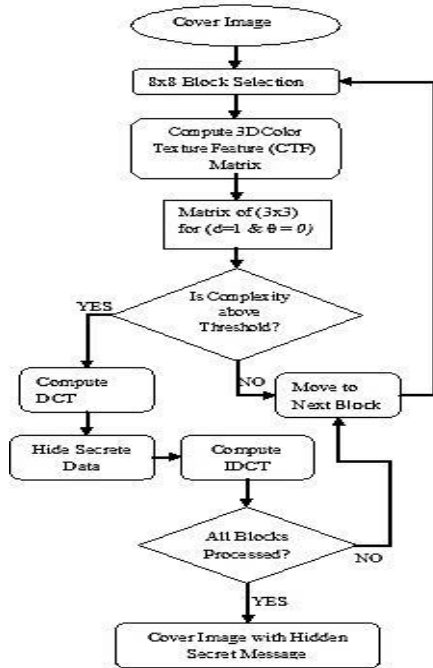 Cover Image
8x8 Block Selection
Compute 3D Color
Texture Feature (CTF)
Matrix
Matrix of (3x3)
for (d=1 & θ = 0)
Is Complexity
above
Threshold?
YES
NO
Compute
DCT
Move to
Next Block
Hide Secrete
Data
Compute
IDCT
All Blocks
Processed?
NO
YES
Cover Image with Hidden
Secret Message